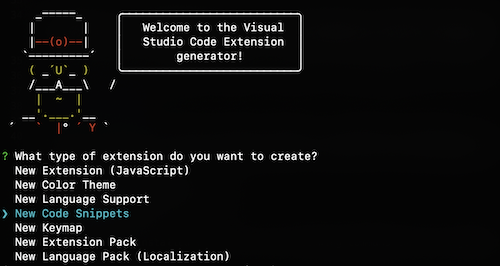 Welcome to the Visual
Studio Code Extension
generator!
? What type of extension do you want to create?
New Extension (JavaScript)
New Color Theme
New Language Support
❯ New Code Snippets
New Keymap
New Extension Pack
New Language Pack (Localization)